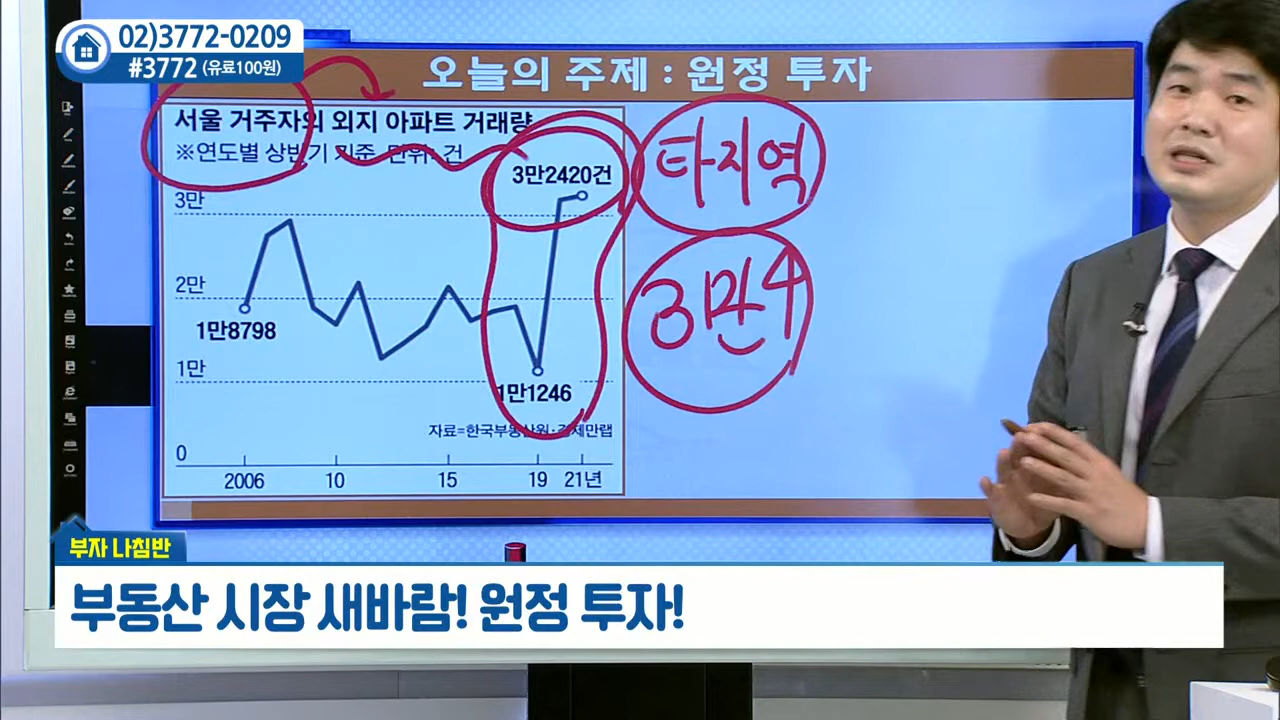 02)3772-0209
#3772 (유료100원)
오늘의 주제 : 원정 투자
서울 거주자의 외지 아파트 거래량
※연도별 상반기 기준, 단위: 건
3만2420건
타지역
3만
2만
3만4
1만8798
1만
1만1246
자료=한국부동산원·경제만랩
0
2006 10 15 19 21년
부자 나침반
부동산 시장 새바람! 원정 투자!